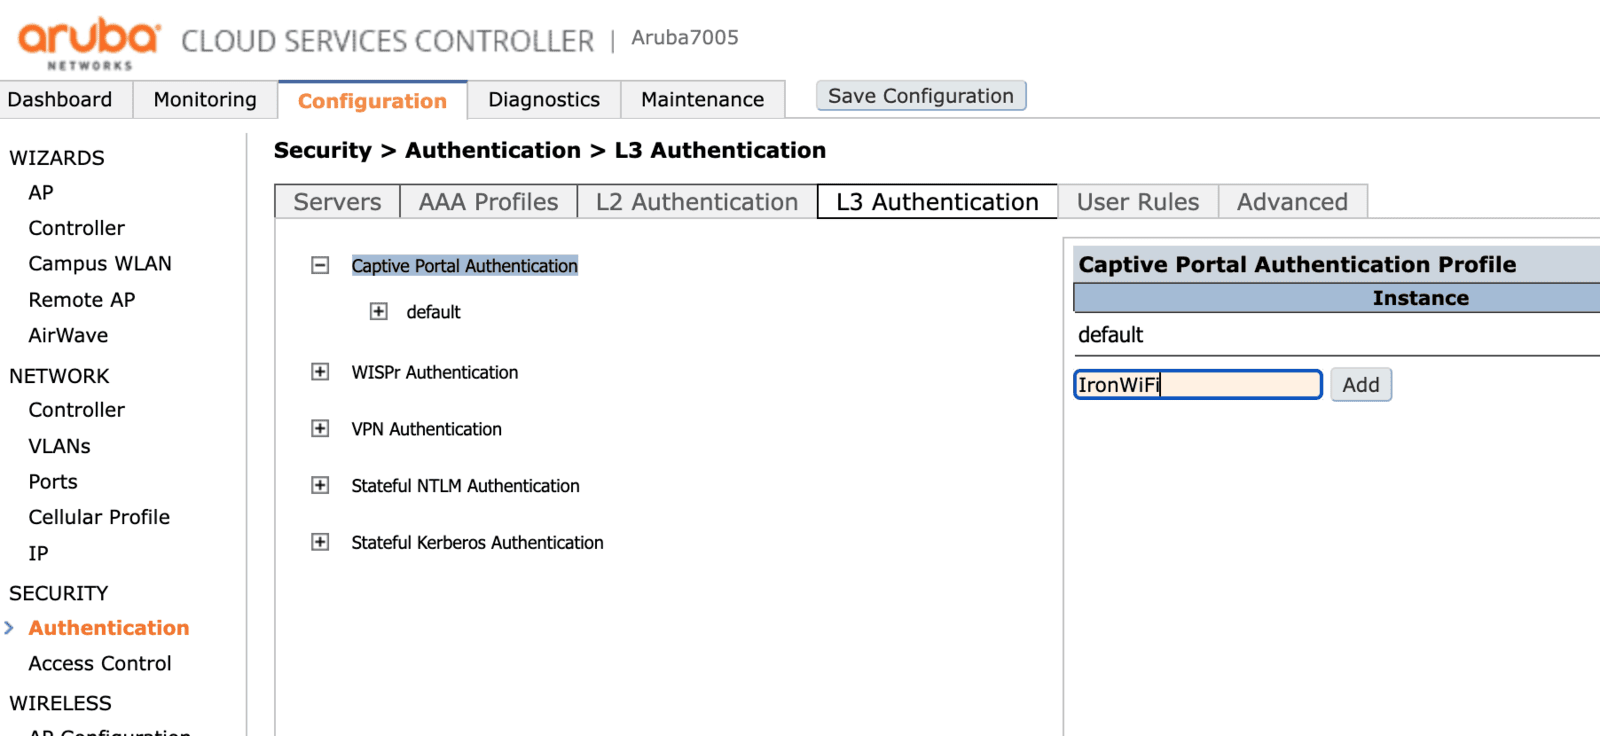 aruba
NETWORKS
CLOUD SERVICES CONTROLLER | Aruba7005
Dashboard Monitoring Configuration Diagnostics Maintenance Save Configuration
WIZARDS
AP
Controller
Campus WLAN
Remote AP
AirWave
NETWORK
Controller
VLANs
Ports
Cellular Profile
IP
SECURITY
Authentication
Access Control
WIRELESS
AP Configuration
Security > Authentication > L3 Authentication
Servers AAA Profiles L2 Authentication L3 Authentication User Rules Advanced
Captive Portal Authentication
default
WISPr Authentication
VPN Authentication
Stateful NTLM Authentication
Stateful Kerberos Authentication
Captive Portal Authentication Profile
Instance
default
IronWiFi Add